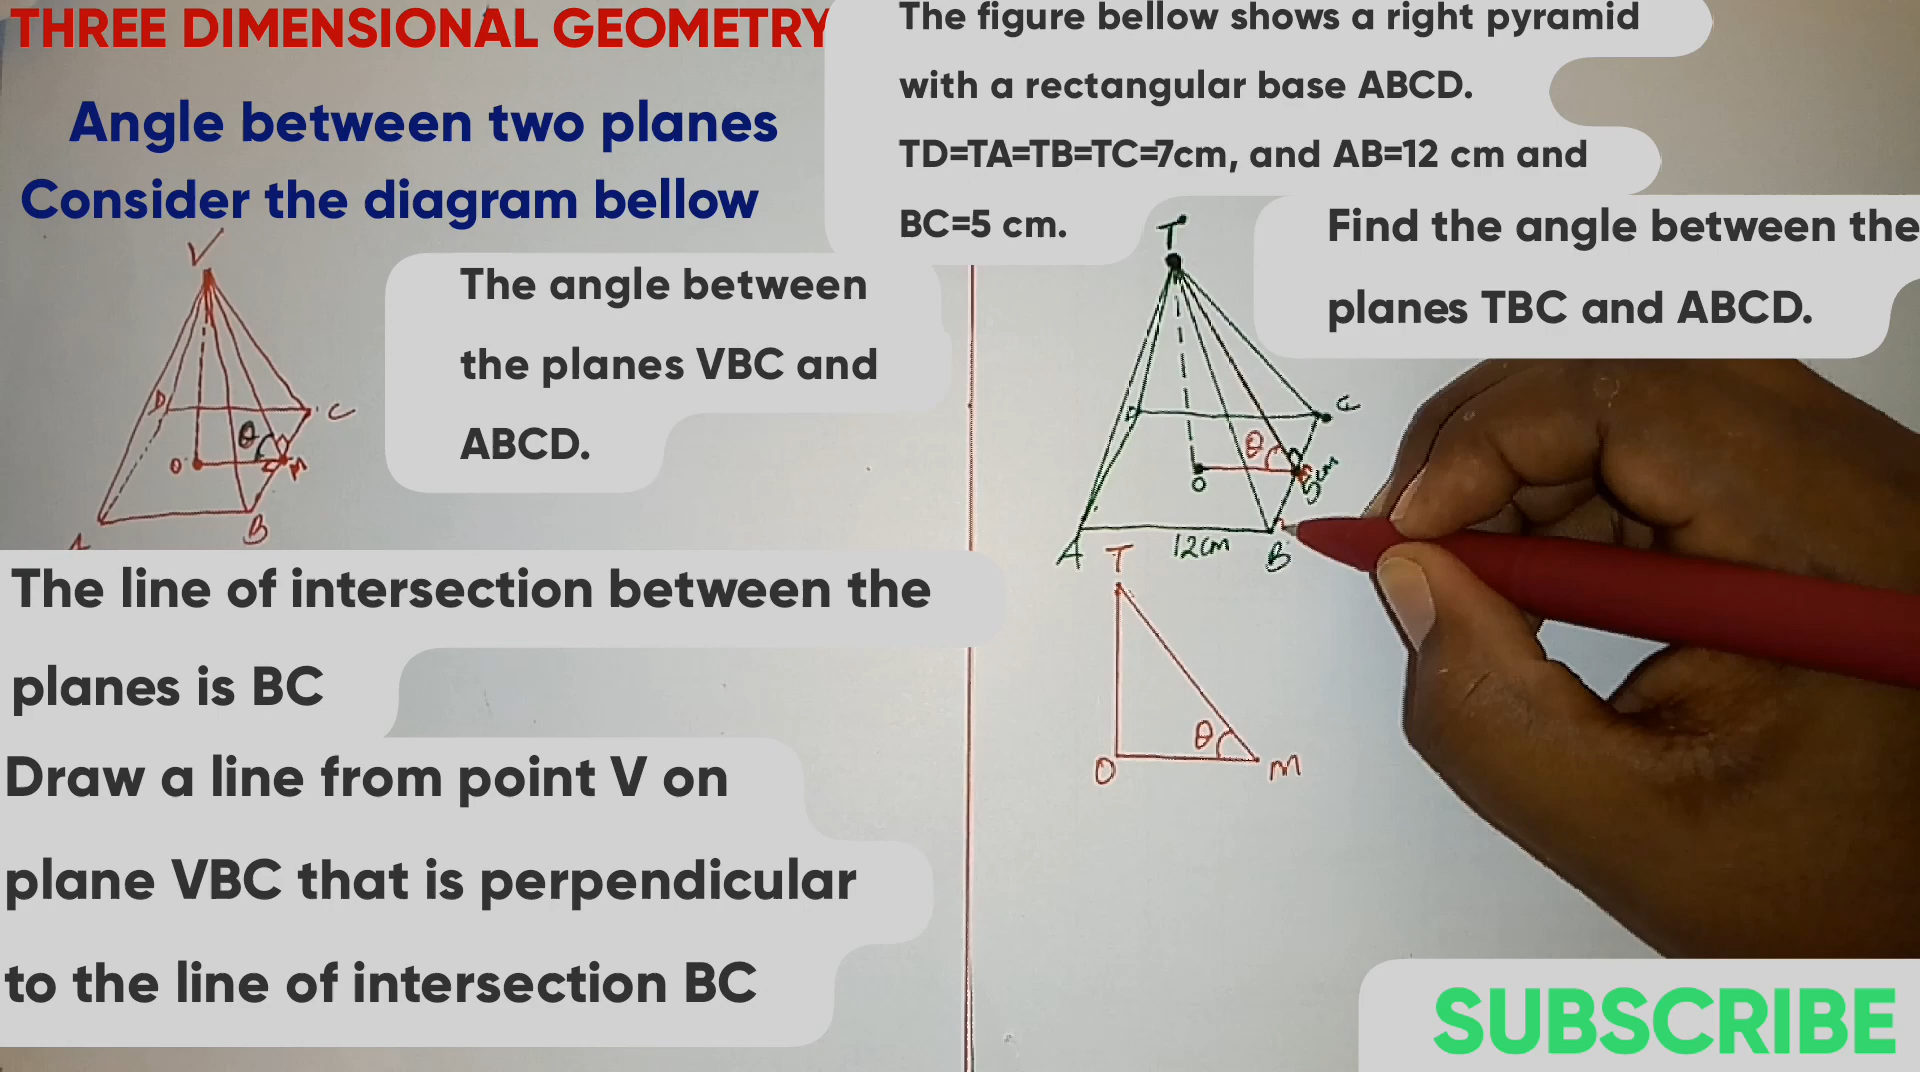 THREE DIMENSIONAL GEOMETRY
Angle between two planes
Consider the diagram bellow
V
D
C
θ
O
M
A
B
The angle between
the planes VBC and
ABCD.
The line of intersection between the
planes is BC
Draw a line from point V on
plane VBC that is perpendicular
to the line of intersection BC
The figure bellow shows a right pyramid
with a rectangular base ABCD.
TD=TA=TB=TC=7cm, and AB=12 cm and
BC=5 cm.
Find the angle between the
planes TBC and ABCD.
T
D
C
θ
O
5cm
A
12cm
B
T
θ
O
M
SUBSCRIBE